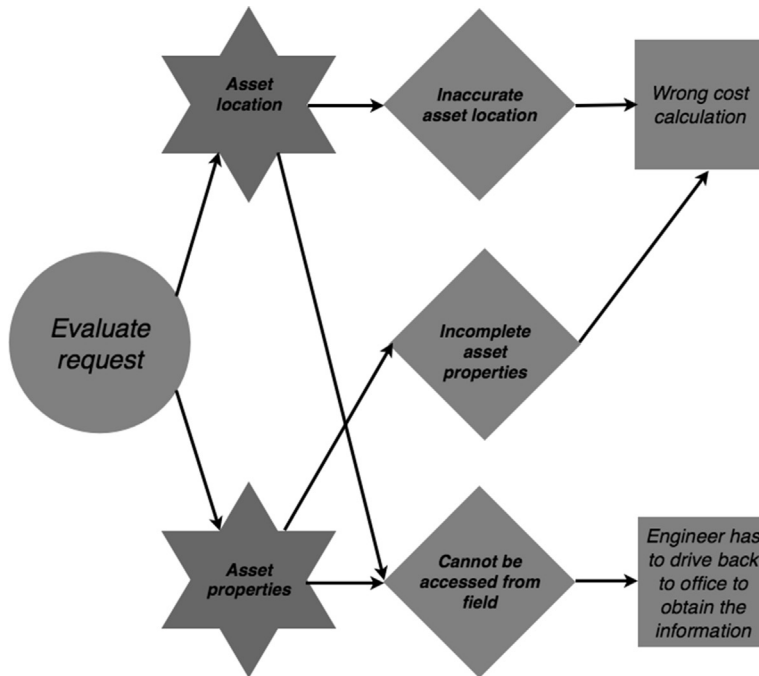 Asset
location
Inaccurate
asset location
Wrong cost
calculation
Evaluate
request
Incomplete
asset
properties
Asset
properties
Cannot be
accessed from
field
Engineer has
to drive back
to office to
obtain the
information